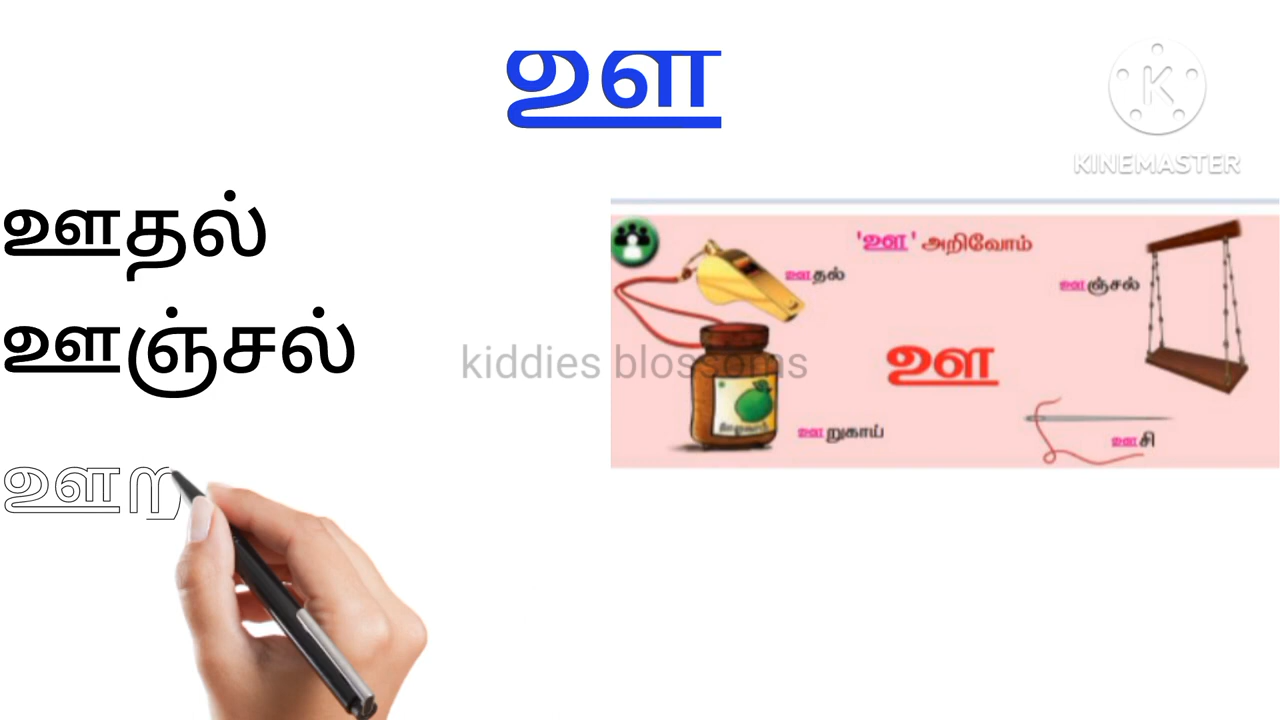 ஊ
KINEMASTER
ஊதல்
ஊஞ்சல்
ஊற
'ஊ' அறிவோம்
ஊதல்
ஊஞ்சல்
ஊ
kiddies blossoms
ஊறுகாய்
ஊசி